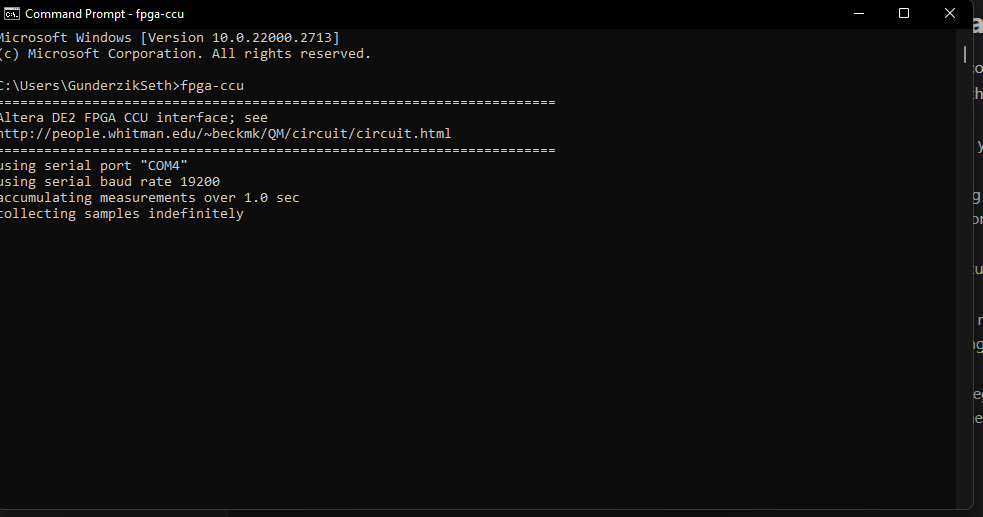 Command Prompt - fpga-ccu
Microsoft Windows [Version 10.0.22000.2713]
(c) Microsoft Corporation. All rights reserved.
C:\Users\GunderzikSeth>fpga-ccu
======================================================================
Altera DE2 FPGA CCU interface; see
http://people.whitman.edu/~beckmk/QM/circuit/circuit.html
======================================================================
using serial port "COM4"
using serial baud rate 19200
accumulating measurements over 1.0 sec
collecting samples indefinitely